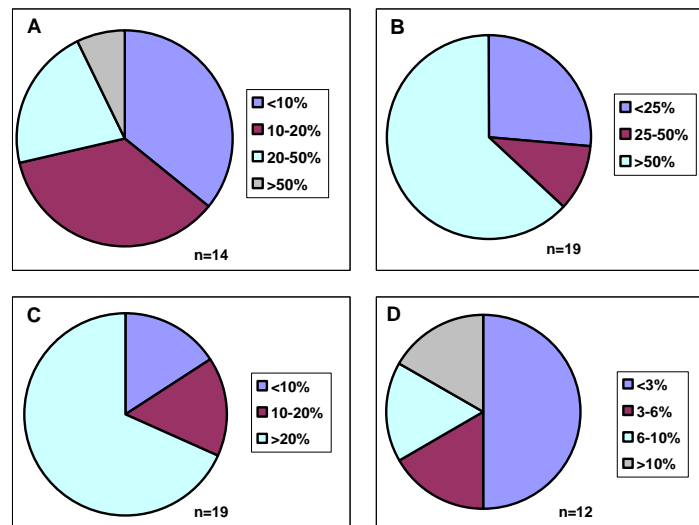 A
<10%
10-20%
20-50%
>50%
n=14
B
<25%
25-50%
>50%
n=19
C
<10%
10-20%
>20%
n=19
D
<3%
3-6%
6-10%
>10%
n=12